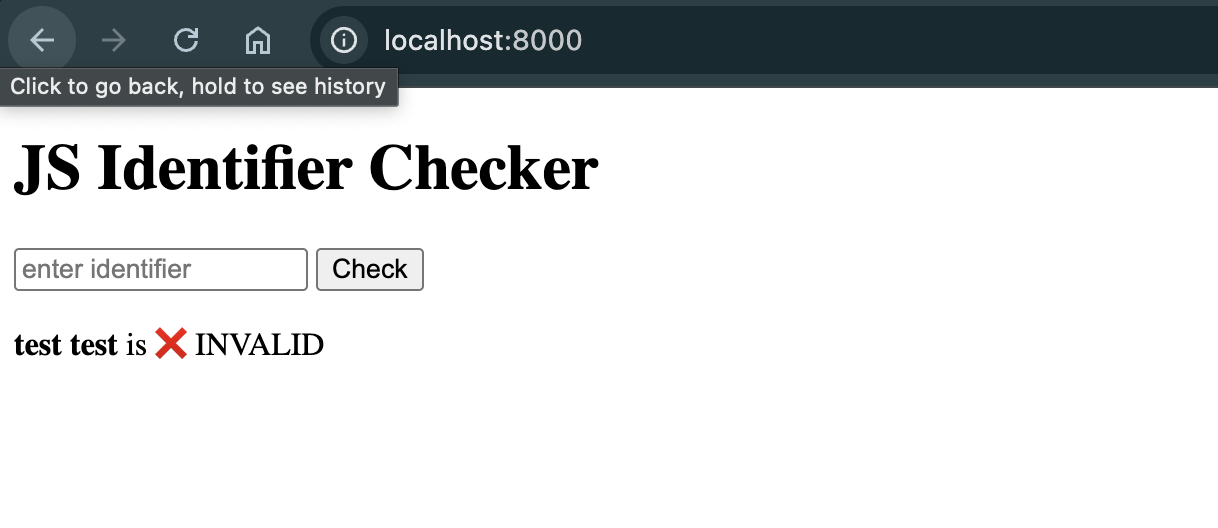 localhost:8000
Click to go back, hold to see history
JS Identifier Checker
enter identifier Check
test test is ❌ INVALID